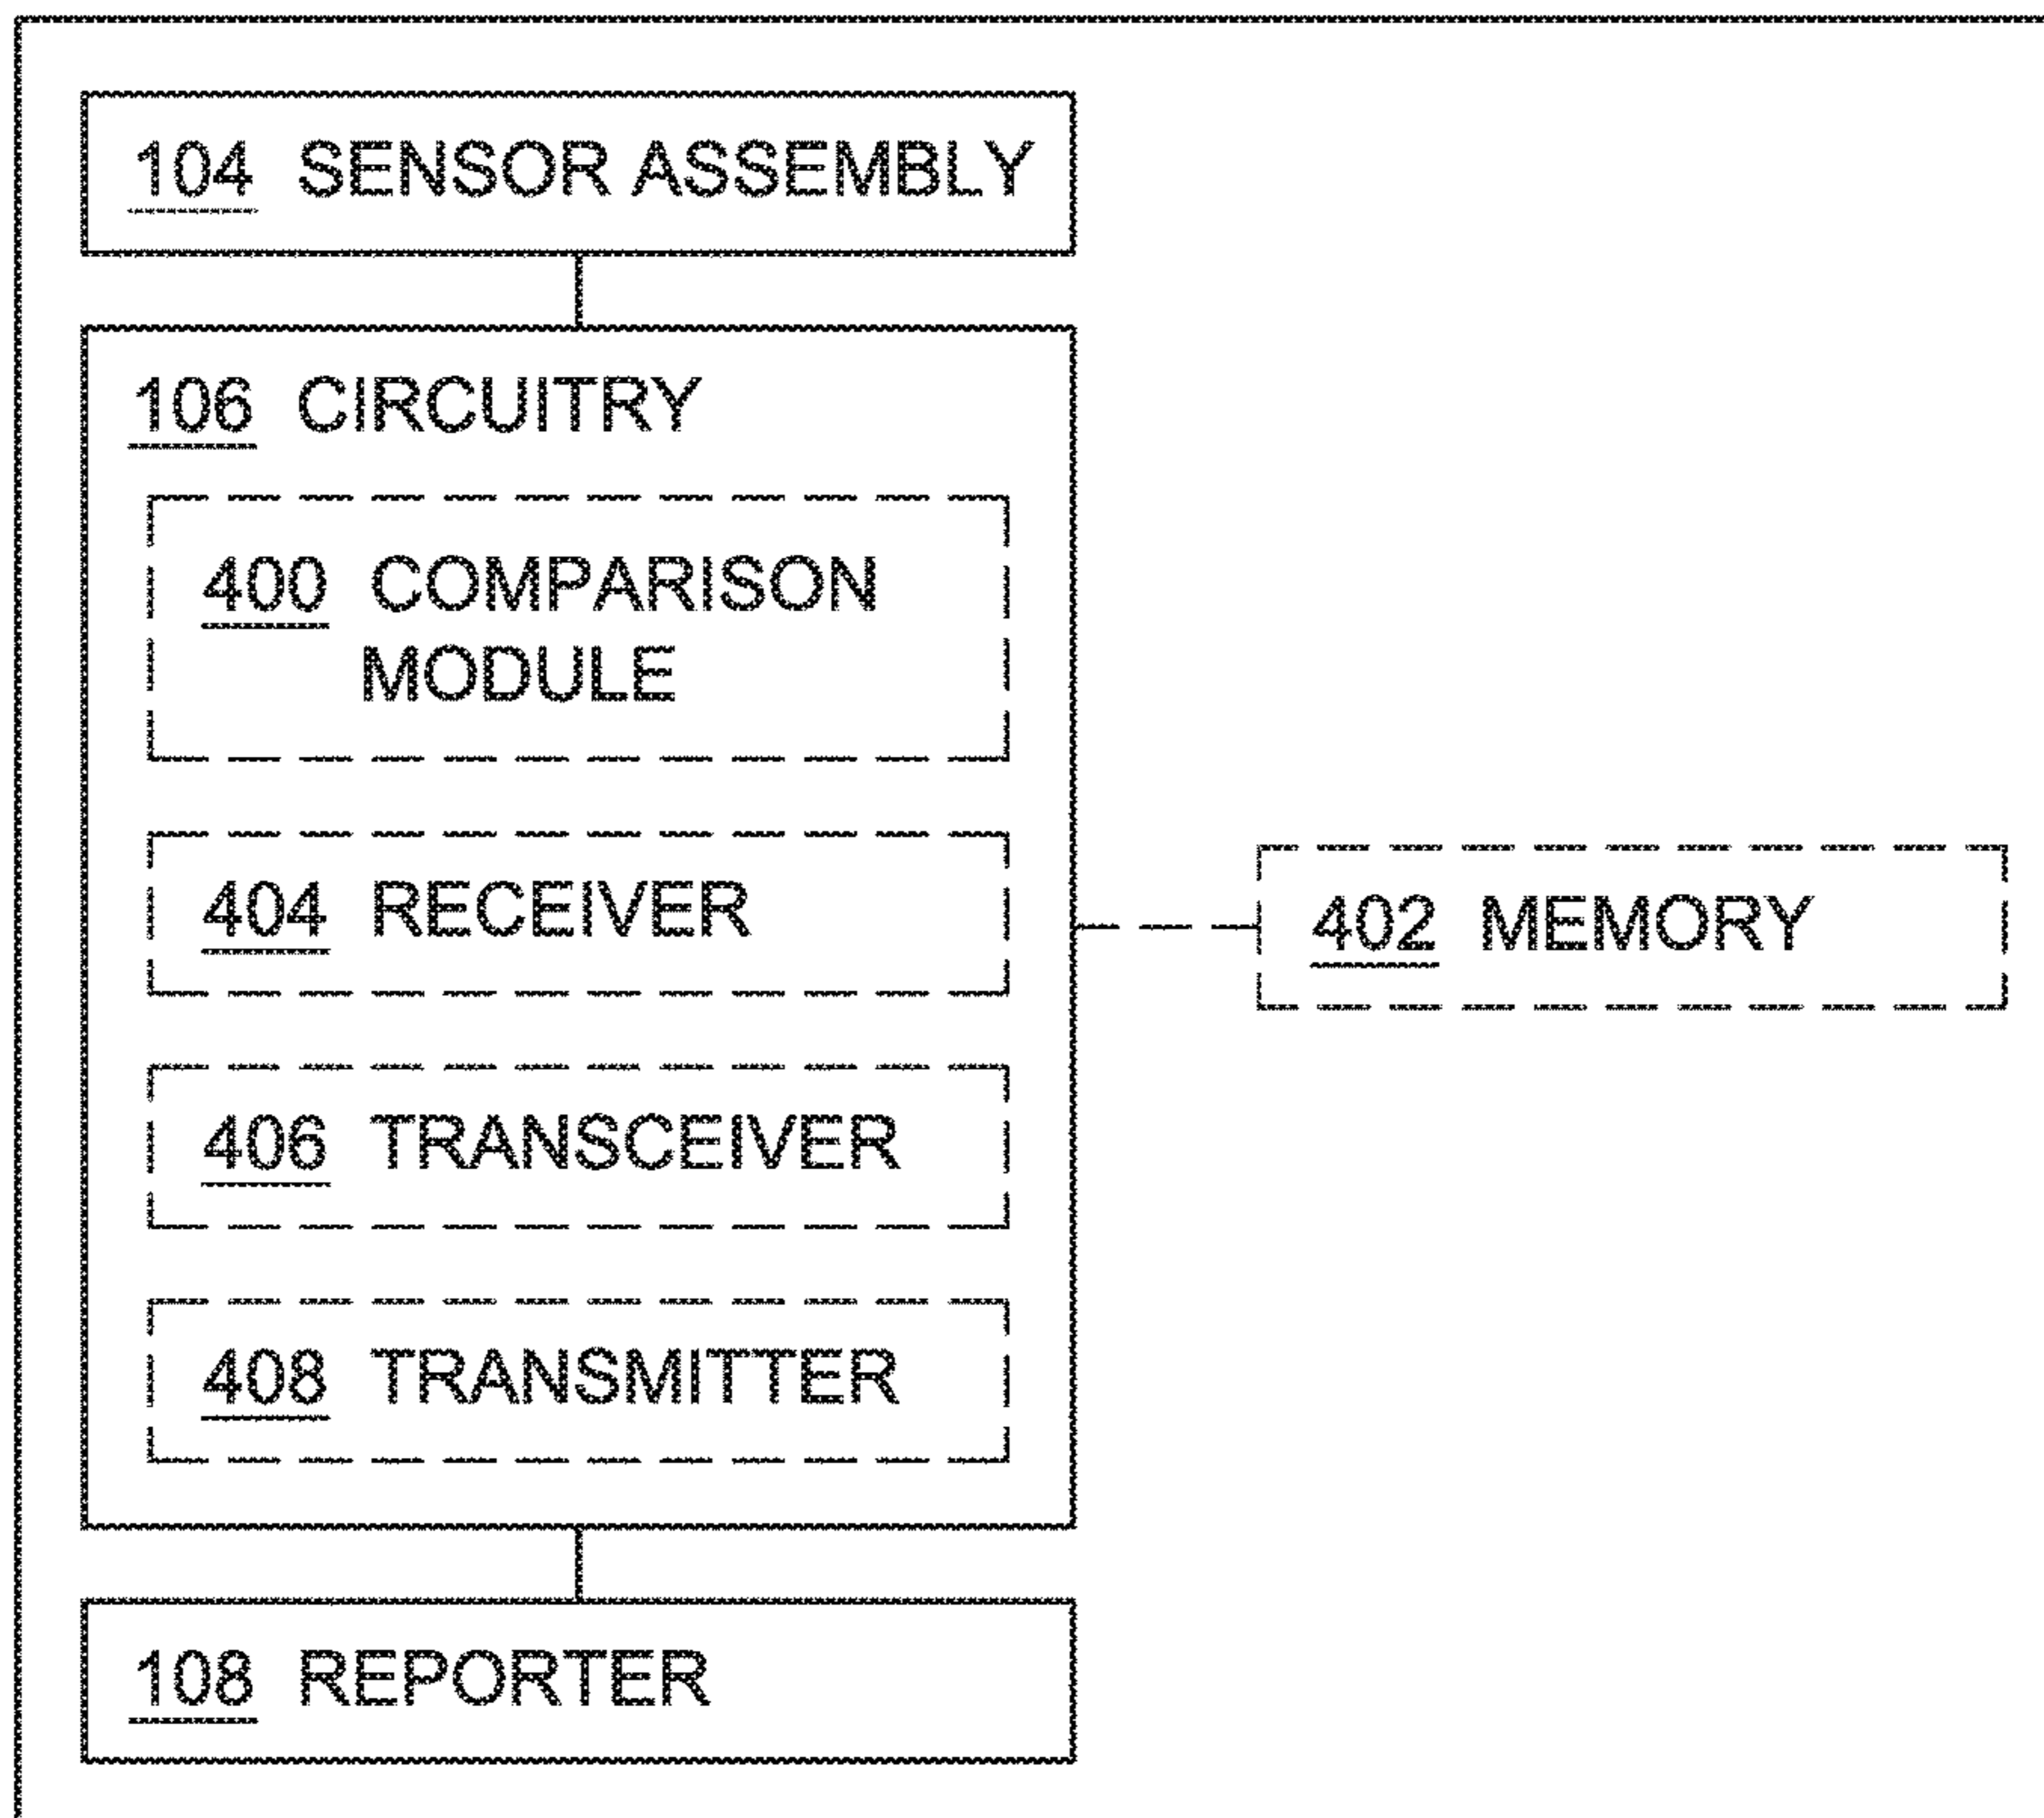 104 SENSOR ASSEMBLY
106 CIRCUITRY
400 COMPARISON
MODULE
404 RECEIVER
402 MEMORY
406 TRANSCEIVER
408 TRANSMITTER
108 REPORTER